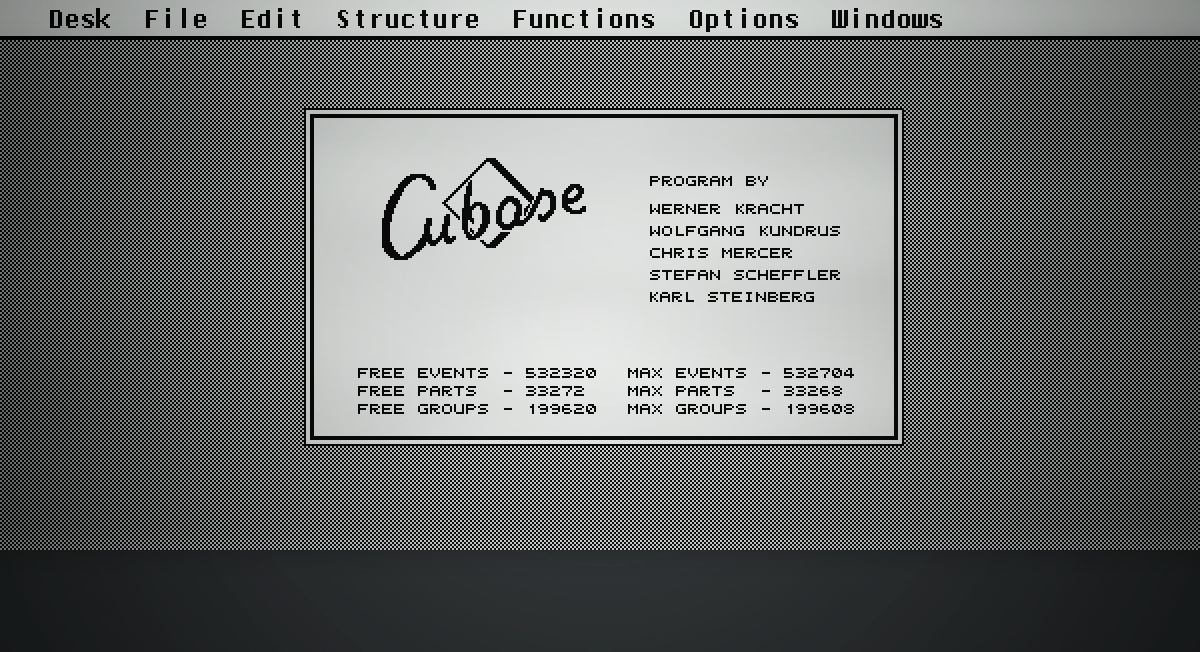 Desk File Edit Structure Functions Options Windows
Cubase
PROGRAM BY
WERNER KRACHT
WOLFGANG KUNDRUS
CHRIS MERCER
STEFAN SCHEFFLER
KARL STEINBERG
FREE EVENTS - 532320 MAX EVENTS - 532704
FREE PARTS - 33272 MAX PARTS - 33268
FREE GROUPS - 199620 MAX GROUPS - 199608